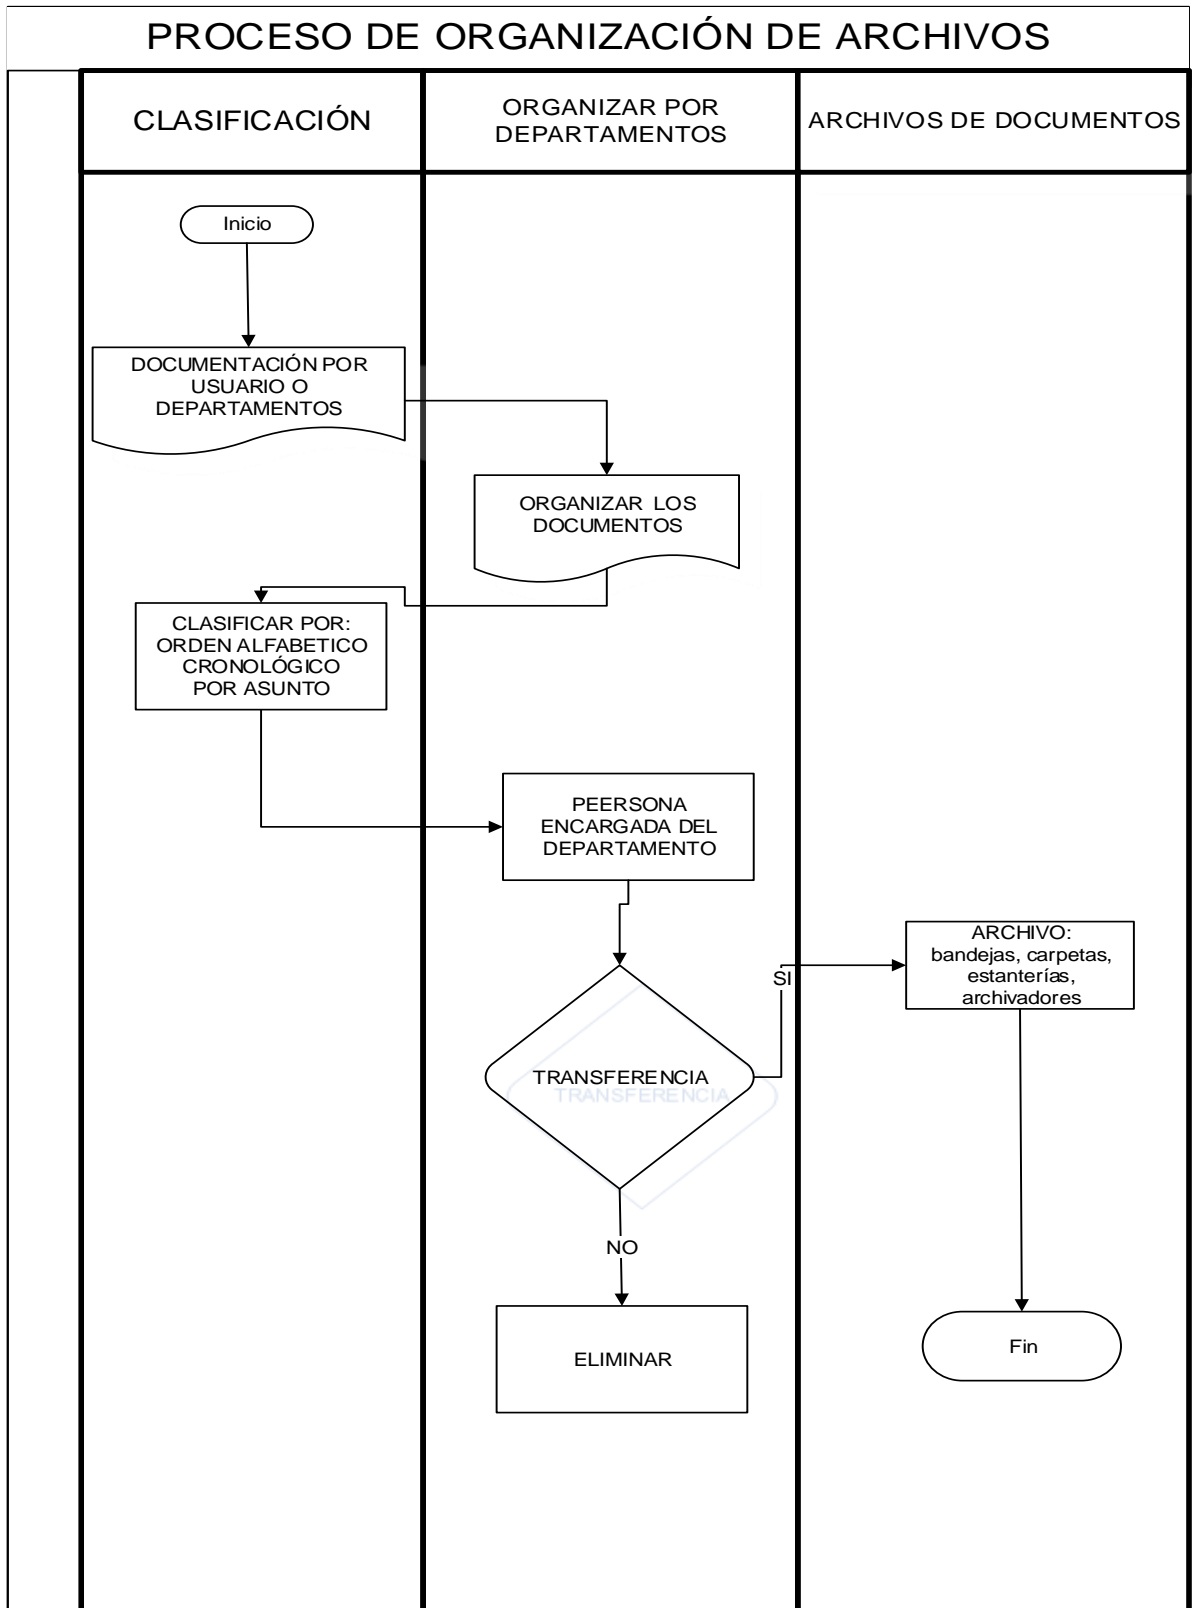 PROCESO DE ORGANIZACIÓN DE ARCHIVOS
CLASIFICACIÓN
ORGANIZAR POR
DEPARTAMENTOS
ARCHIVOS DE DOCUMENTOS
Inicio
DOCUMENTACIÓN POR
USUARIO O
DEPARTAMENTOS
ORGANIZAR LOS
DOCUMENTOS
CLASIFICAR POR:
ORDEN ALFABETICO
CRONOLÓGICO
POR ASUNTO
PEERSONA
ENCARGADA DEL
DEPARTAMENTO
ARCHIVO:
bandejas, carpetas,
estanterías,
archivadores
SI
TRANSFERENCIA
TRANSFERENCIA
NO
ELIMINAR
Fin